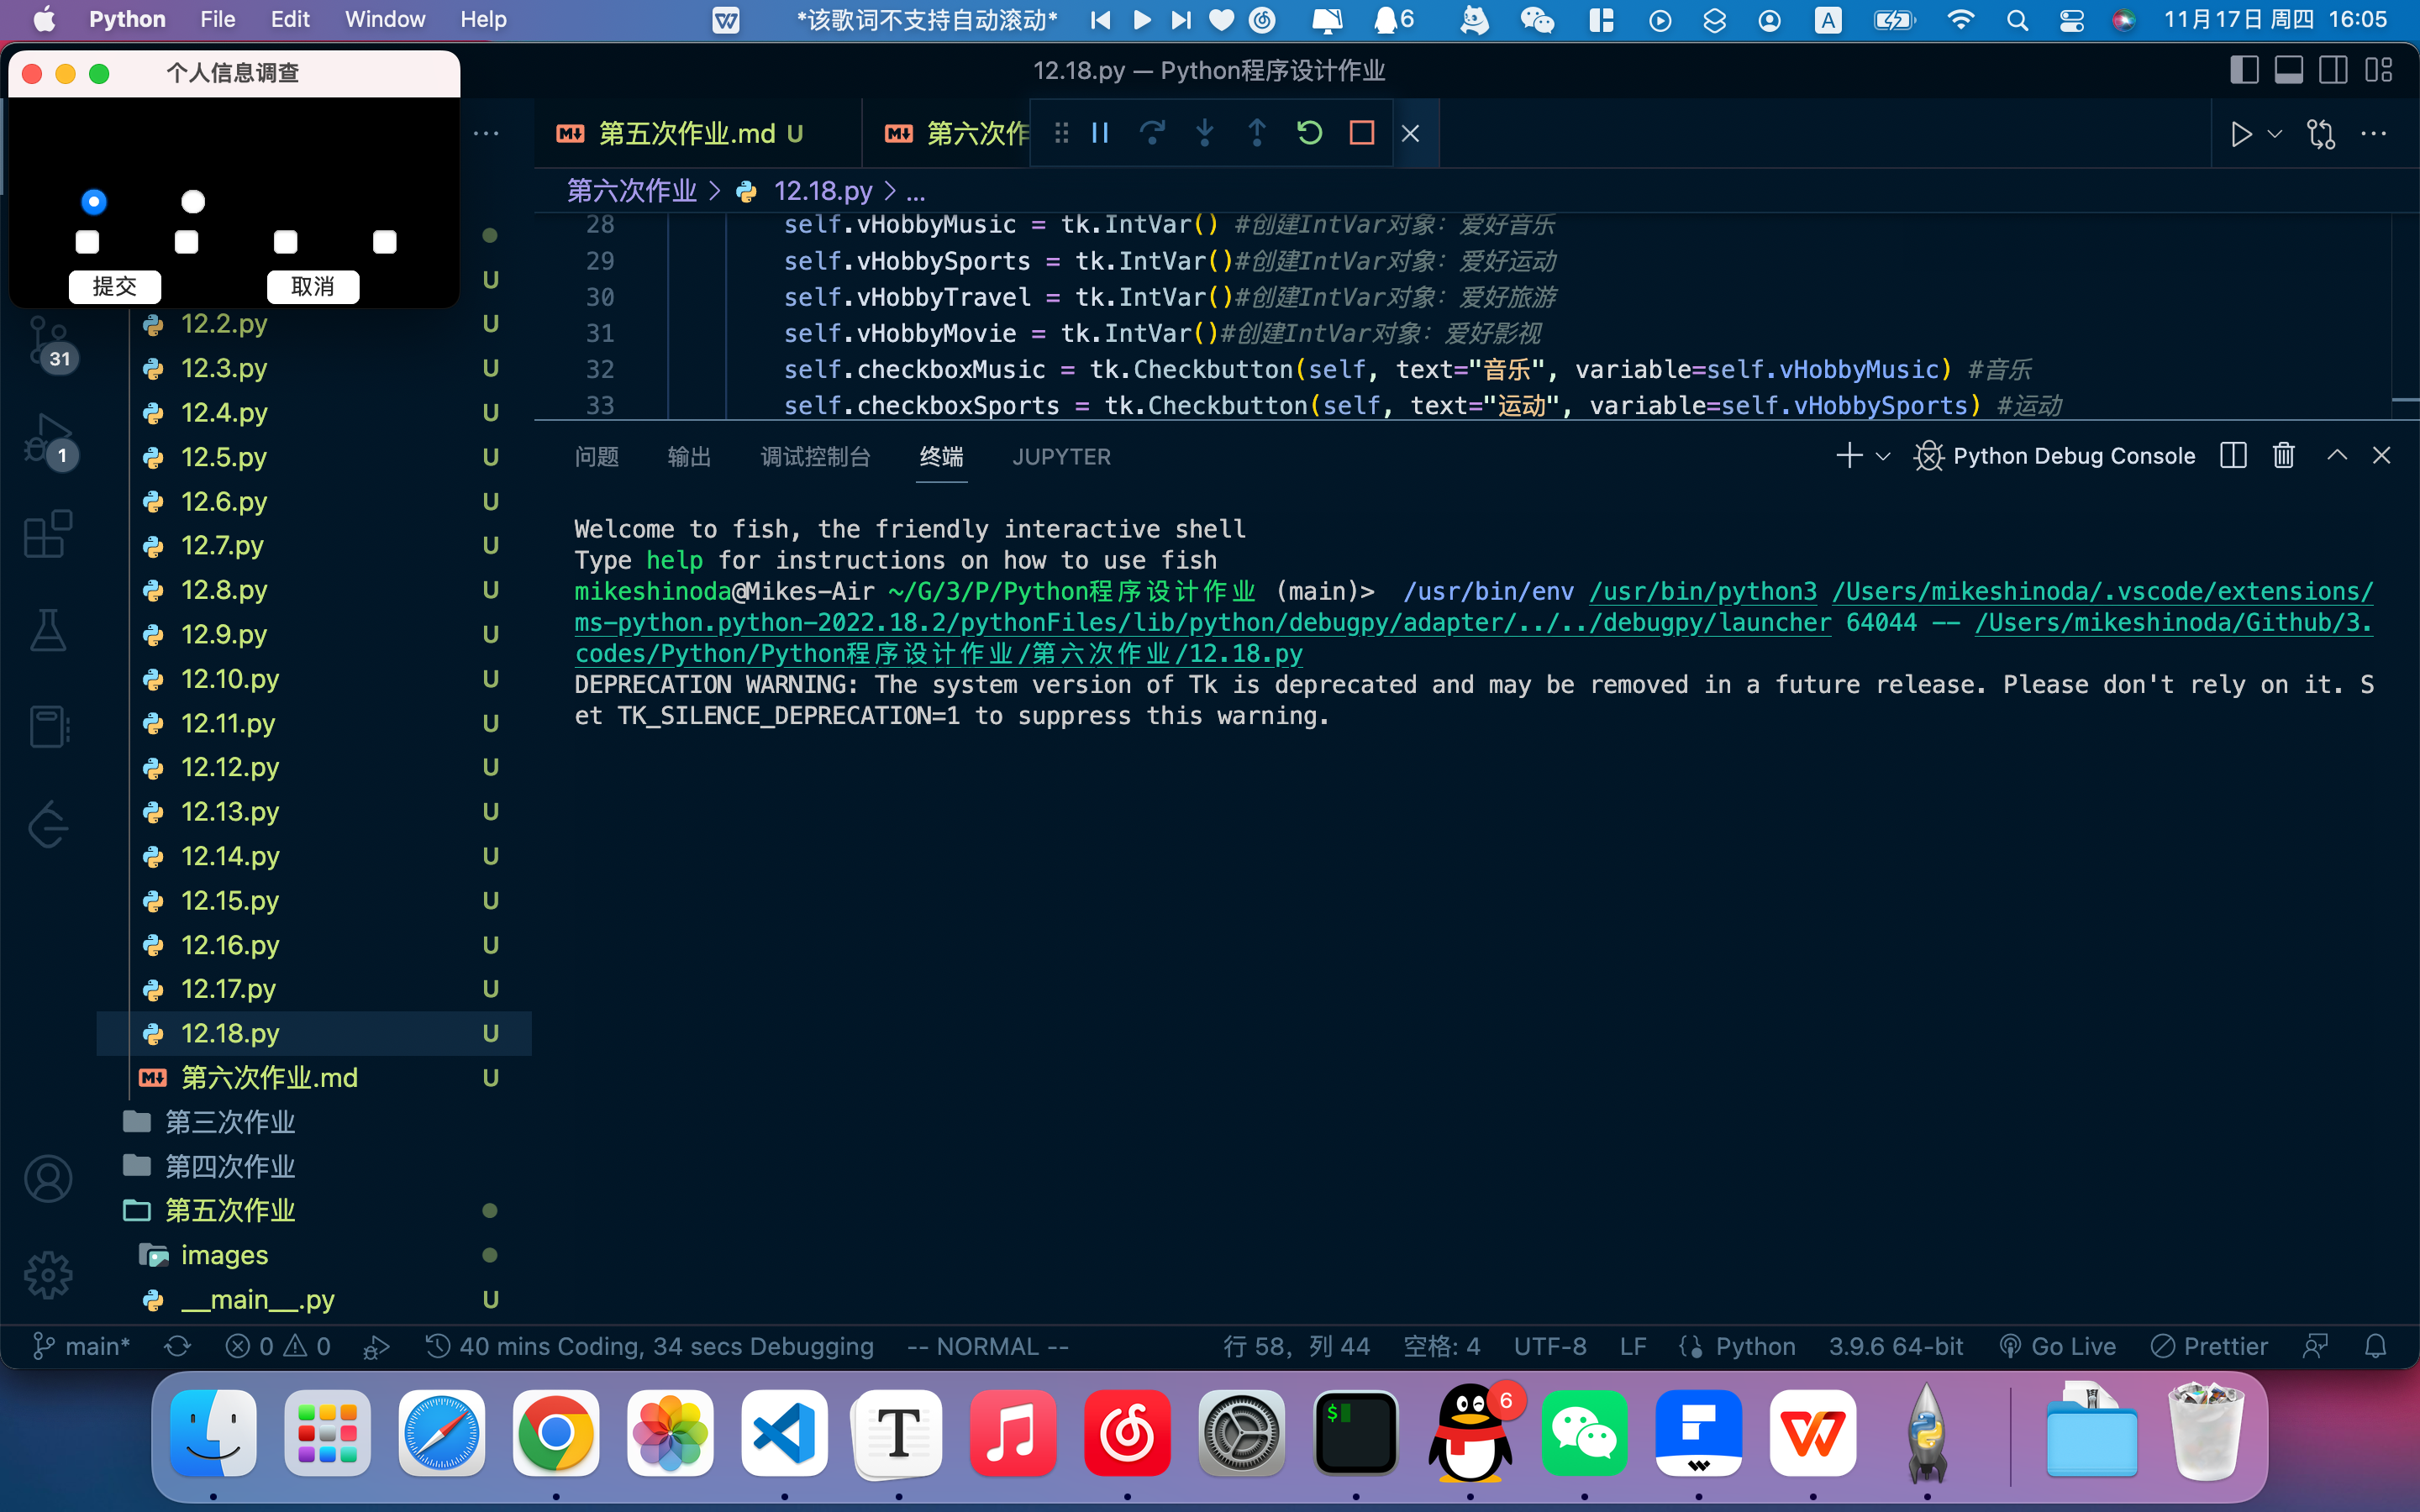 Python File Edit Window Help *该歌词不支持自动滚动* 6 A 11月17日 周四 16:05
个人信息调查
12.18.py — Python程序设计作业
第五次作业.md U
第六次作
第六次作业 > 12.18.py > ...
提交 取消
28 self.vHobbyMusic = tk.IntVar() #创建IntVar对象：爱好音乐
29 self.vHobbySports = tk.IntVar()#创建IntVar对象：爱好运动
30 self.vHobbyTravel = tk.IntVar()#创建IntVar对象：爱好旅游
31 self.vHobbyMovie = tk.IntVar()#创建IntVar对象：爱好影视
32 self.checkboxMusic = tk.Checkbutton(self, text="音乐", variable=self.vHobbyMusic) #音乐
33 self.checkboxSports = tk.Checkbutton(self, text="运动", variable=self.vHobbySports) #运动
问题 输出 调试控制台 终端 JUPYTER
Python Debug Console
Welcome to fish, the friendly interactive shell
Type help for instructions on how to use fish
mikeshinoda@Mikes-Air ~/G/3/P/Python程序设计作业 (main)> /usr/bin/env /usr/bin/python3 /Users/mikeshinoda/.vscode/extensions/
ms-python.python-2022.18.2/pythonFiles/lib/python/debugpy/adapter/../../debugpy/launcher 64044 -- /Users/mikeshinoda/Github/3.
codes/Python/Python程序设计作业/第六次作业/12.18.py
DEPRECATION WARNING: The system version of Tk is deprecated and may be removed in a future release. Please don't rely on it. S
et TK_SILENCE_DEPRECATION=1 to suppress this warning.
U
31
1
12.2.py U
12.3.py U
12.4.py U
12.5.py U
12.6.py U
12.7.py U
12.8.py U
12.9.py U
12.10.py U
12.11.py U
12.12.py U
12.13.py U
12.14.py U
12.15.py U
12.16.py U
12.17.py U
12.18.py U
第六次作业.md U
第三次作业
第四次作业
第五次作业
images
__main__.py U
main* 0 0 40 mins Coding, 34 secs Debugging -- NORMAL -- 行 58，列 44 空格: 4 UTF-8 LF Python 3.9.6 64-bit Go Live Prettier
T $ 6